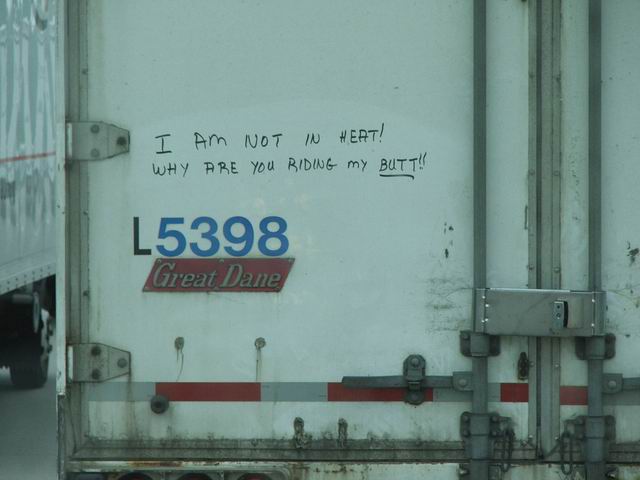 I AM NOT IN HEAT!
WHY ARE YOU RIDING MY BUTT!!
L5398
Great Dane